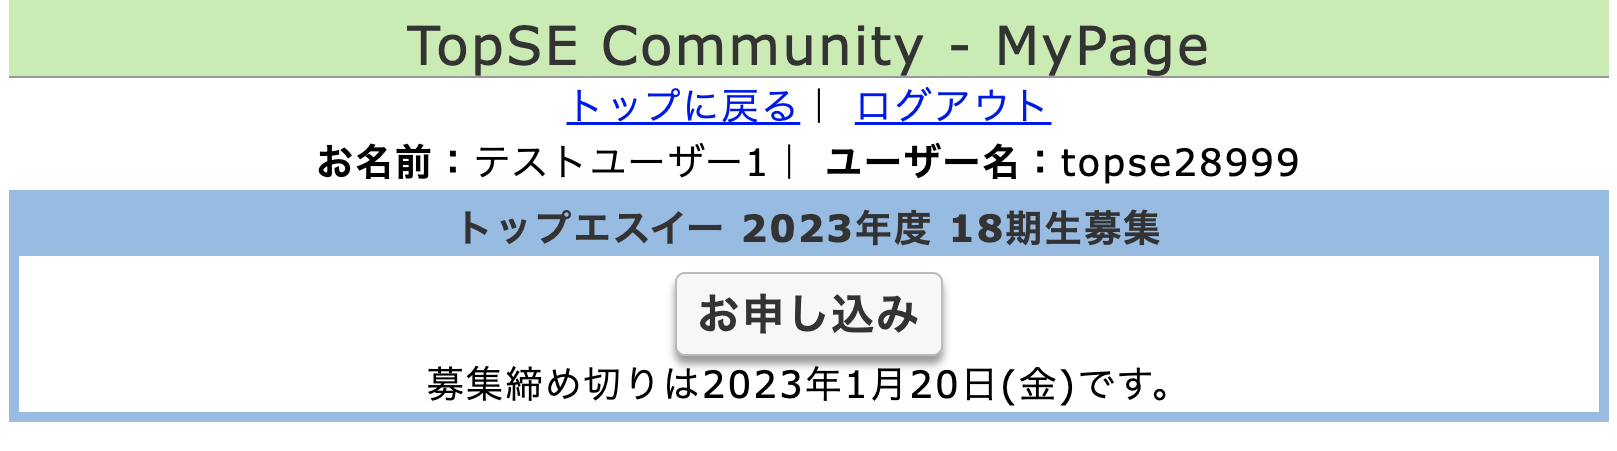 TopSE Community - MyPage
トップに戻る｜ ログアウト
お名前：テストユーザー1｜ ユーザー名：topse28999
トップエスイー 2023年度 18期生募集
お申し込み
募集締め切りは2023年1月20日(金)です。